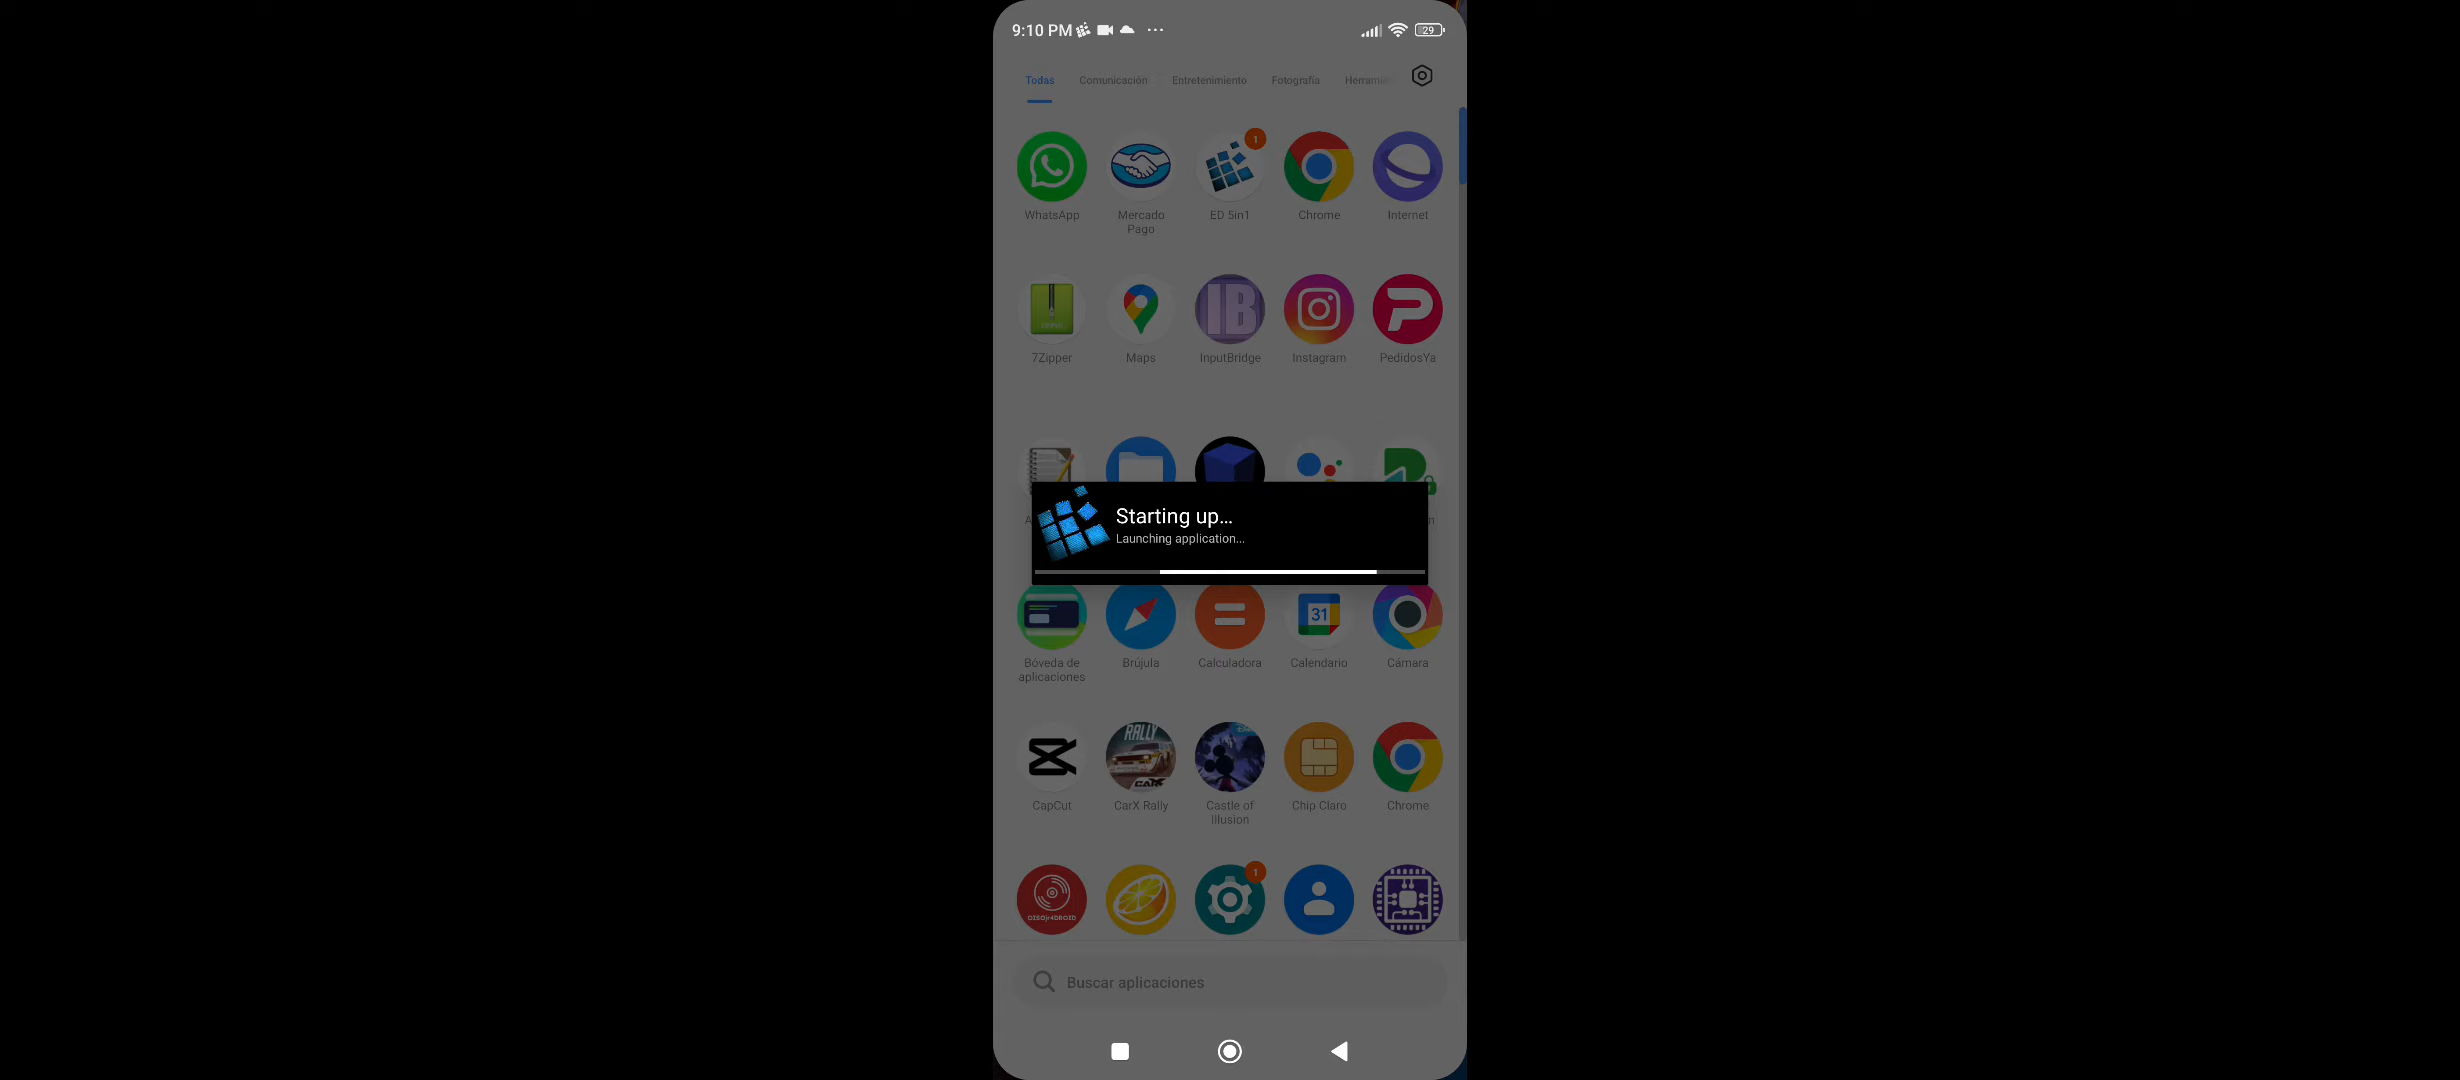 9:10 PM
29
Todas Comunicación Entretenimiento Fotografía
1
WhatsApp Mercado Pago ED 5in1 Chrome Internet
7Zipper Maps InputBridge Instagram PedidosYa
Starting up...
Launching application...
31
Bóveda de aplicaciones Brújula Calculadora Calendario Cámara
RALLY
CARX
CapCut CarX Rally Castle of Illusion Chip Claro Chrome
1
Buscar aplicaciones